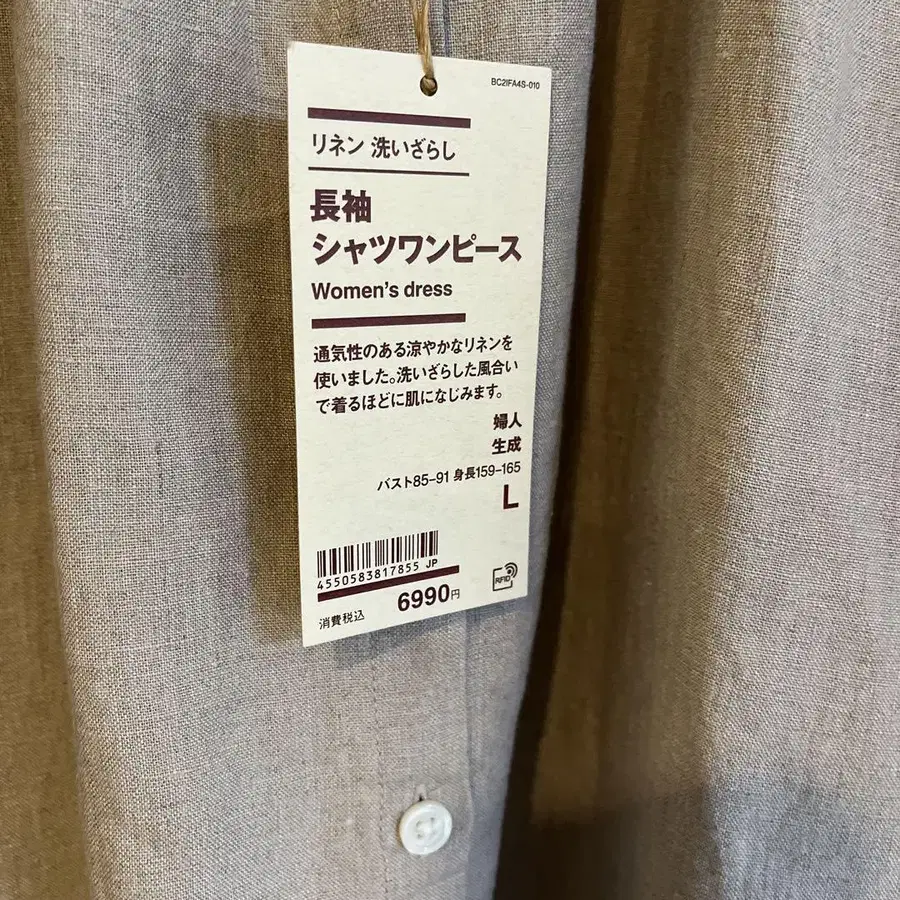 BC2IFA4S-010
リネン 洗いざらし
長袖
シャツワンピース
Women's dress
通気性のある涼やかなリネンを
使いました。洗いざらした風合い
で着るほどに肌になじみます。
婦人
生成
バスト85-91 身長159-165
L
4550583817855 JP
消費税込 6990円
RFID